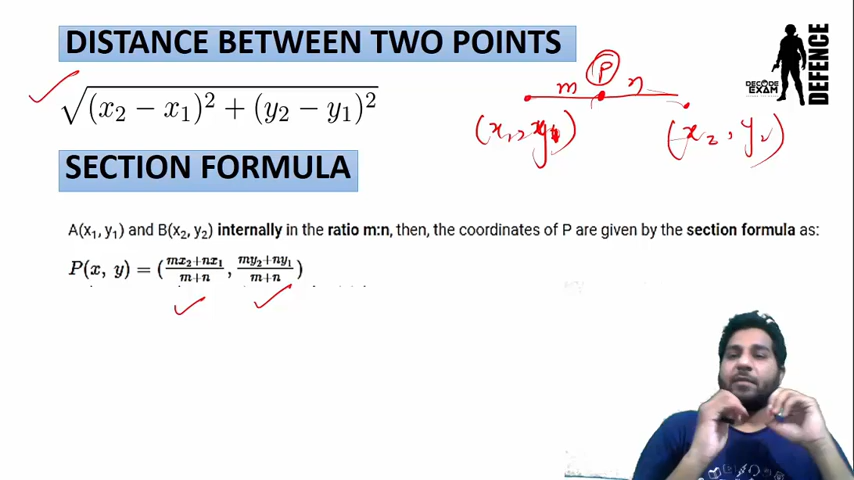 DISTANCE BETWEEN TWO POINTS
√(x₂ − x₁)² + (y₂ − y₁)²
m P n
(x₁, y₁) (x₂, y₂)
DECODE EXAM
DEFENCE
SECTION FORMULA
A(x₁, y₁) and B(x₂, y₂) internally in the ratio m:n, then, the coordinates of P are given by the section formula as:
P(x, y) = (mx₂+nx₁/m+n, my₂+ny₁/m+n)